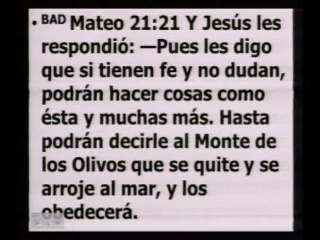 • BAD Mateo 21:21 Y Jesús les
respondió: —Pues les digo
que si tienen fe y no dudan,
podrán hacer cosas como
ésta y muchas más. Hasta
podrán decirle al Monte de
los Olivos que se quite y se
arroje al mar, y los
obedecerá.